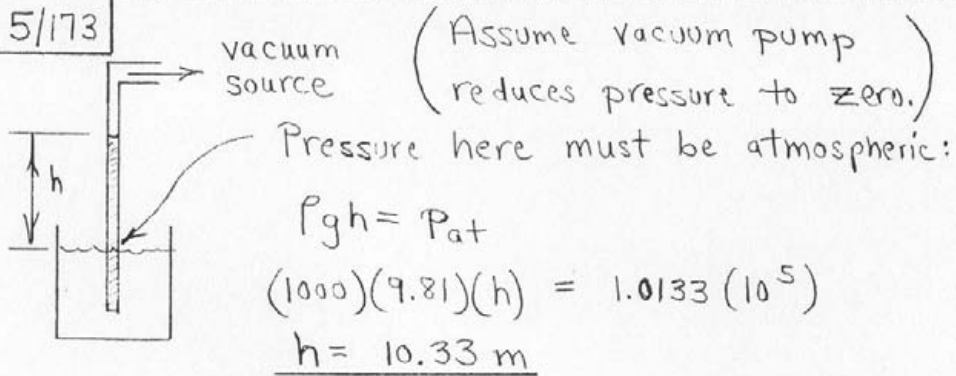 5/173
vacuum
source
(Assume vacuum pump
reduces pressure to zero.)
Pressure here must be atmospheric:
h
ρgh = Pat
(1000)(9.81)(h) = 1.0133 (10^5)
h = 10.33 m